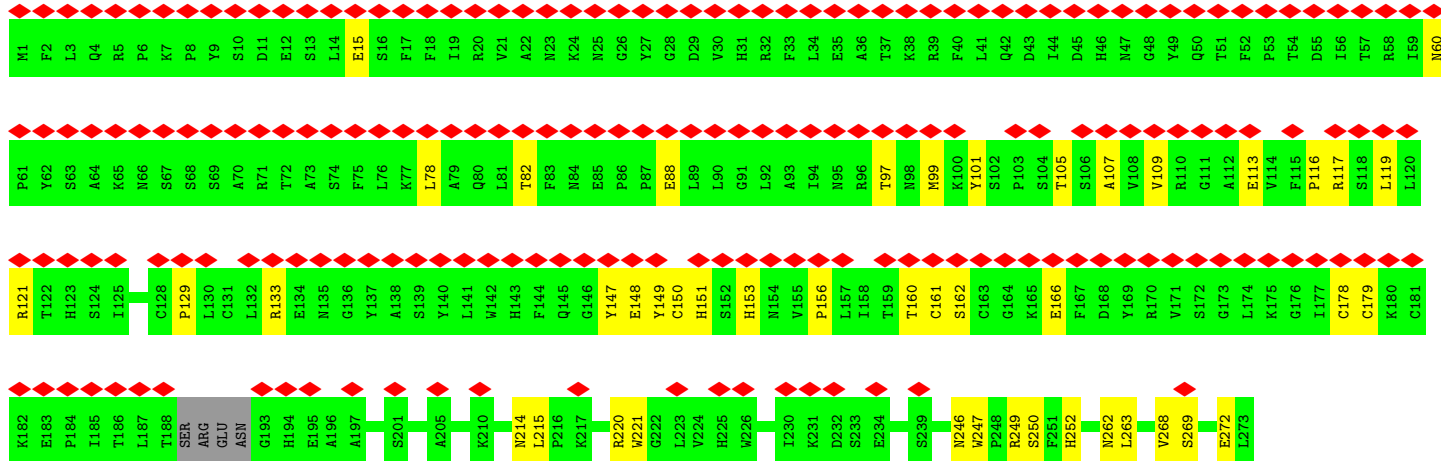 M1 F2 L3 Q4 R5 P6 K7 P8 Y9 S10 D11 E12 S13 L14 E15 S16 F17 F18 I19 R20 V21 A22 N23 K24 N25 G26 Y27 G28 D29 V30 H31 R32 F33 L34 E35 A36 T37 K38 R39 F40 L41 Q42 D43 I44 D45 H46 N47 G48 Y49 Q50 T51 F52 P53 T54 D55 I56 T57 R58 I59 N60
P61 Y62 S63 A64 K65 N66 S67 S68 S69 A70 R71 T72 A73 S74 F75 L76 K77 L78 A79 Q80 L81 T82 F83 N84 E85 P86 P87 E88 L89 L90 G91 L92 A93 I94 N95 R96 T97 N98 M99 K100 Y101 S102 P103 S104 T105 S106 A107 V108 V109 R110 G111 A112 E113 V114 F115 P116 R117 S118 L119 L120
R121 T122 H123 S124 I125 C128 P129 L130 C131 L132 R133 E134 N135 G136 Y137 A138 S139 Y140 L141 W142 H143 F144 Q145 G146 Y147 E148 Y149 C150 H151 S152 H153 N154 V155 P156 L157 I158 T159 T160 C161 S162 C163 G164 K165 E166 F167 D168 Y169 R170 V171 S172 G173 L174 K175 G176 I177 C178 C179 K180 C181
K182 E183 P184 I185 T186 L187 T188 SER ARG GLU ASN G193 H194 E195 A196 A197 S201 A205 K210 N214 L215 P216 K217 R220 W221 G222 L223 V224 H225 W226 I230 K231 D232 S233 E234 S239 N246 W247 P248 R249 S250 F251 H252 N262 L263 V268 S269 E272 L273